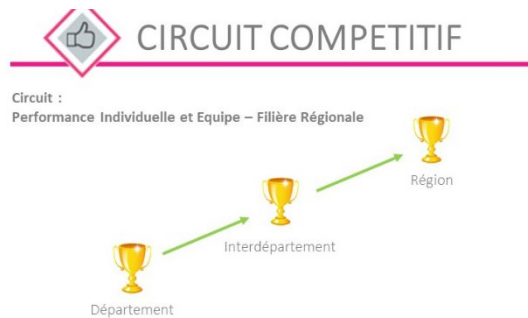 CIRCUIT COMPETITIF
Circuit :
Performance Individuelle et Equipe – Filière Régionale
Région
Interdépartement
Département